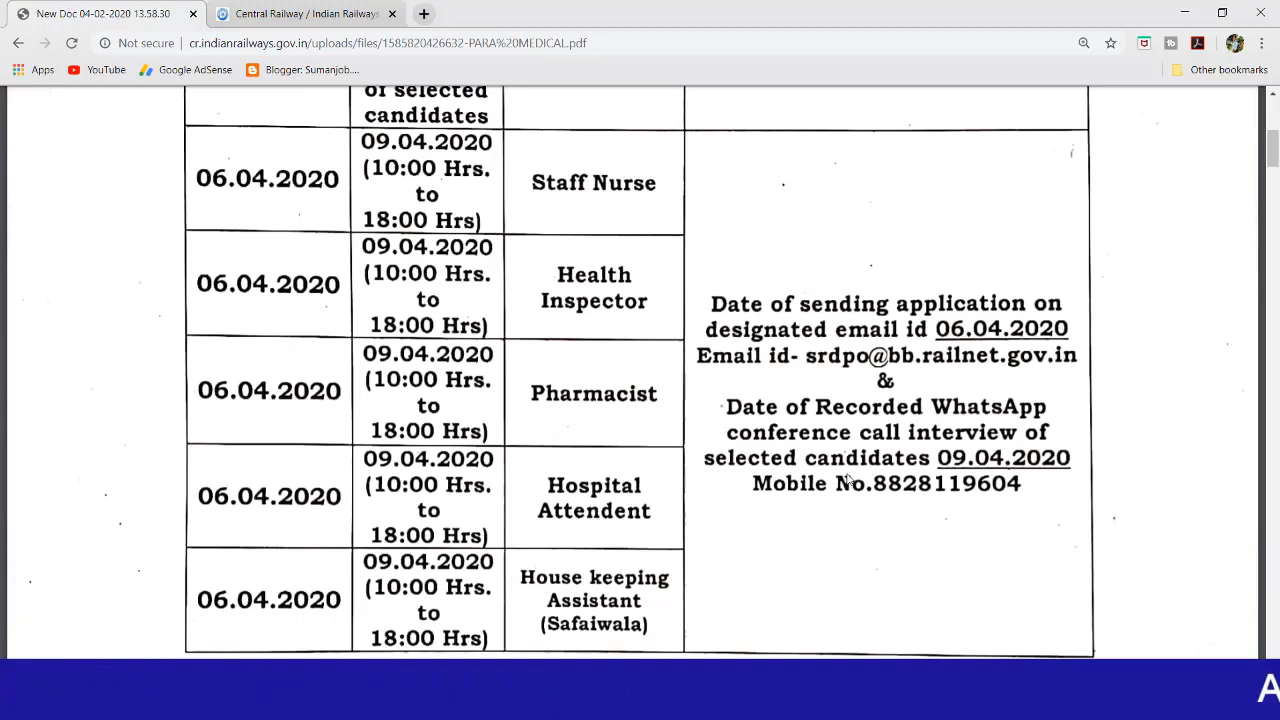 New Doc 04-02-2020 13.58.30
Central Railway / Indian Railways
Not secure
cr.indianrailways.gov.in/uploads/files/1585820426632-PARA%20MEDICAL.pdf
Apps
YouTube
Google AdSense
Blogger: Sumanjob....
Other bookmarks
of selected
candidates
06.04.2020
09.04.2020
(10:00 Hrs.
to
18:00 Hrs)
Staff Nurse
06.04.2020
09.04.2020
(10:00 Hrs.
to
18:00 Hrs)
Health
Inspector
06.04.2020
09.04.2020
(10:00 Hrs.
to
18:00 Hrs)
Pharmacist
06.04.2020
09.04.2020
(10:00 Hrs.
to
18:00 Hrs)
Hospital
Attendent
06.04.2020
09.04.2020
(10:00 Hrs.
to
18:00 Hrs)
House keeping
Assistant
(Safaiwala)
Date of sending application on
designated email id 06.04.2020
Email id- srdpo@bb.railnet.gov.in
&
Date of Recorded WhatsApp
conference call interview of
selected candidates 09.04.2020
Mobile No.8828119604
A